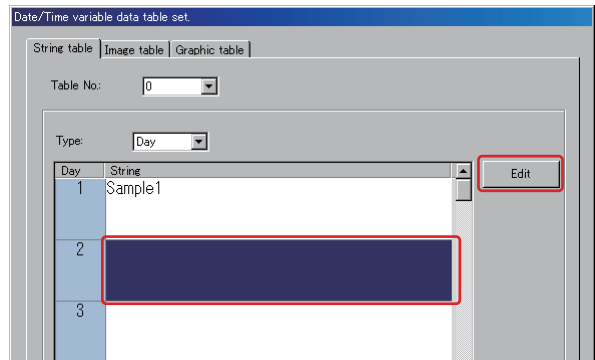 Date/Time variable data table set.
String table Image table Graphic table
Table No.: 0
Type: Day
Day String Edit
1 Sample1
2
3